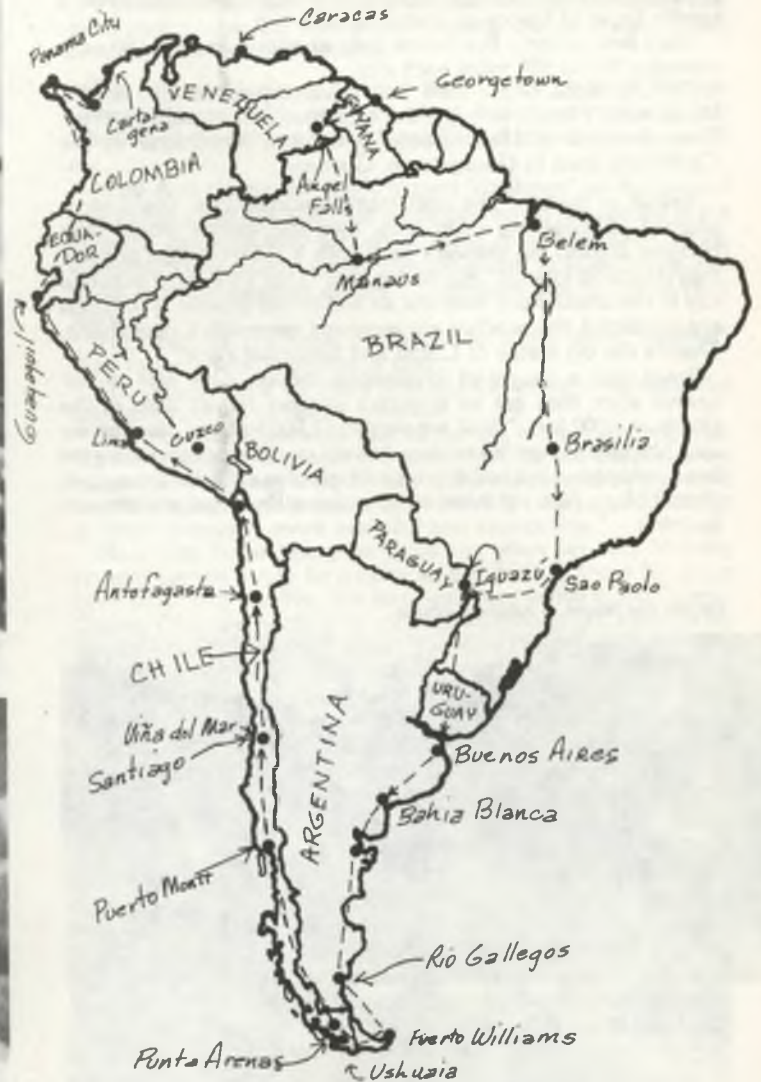 Caracas
Panama City
Georgetown
VENEZUELA
GUYANA
Carta-
gena
COLOMBIA
Angel
Falls
EQUA-
DOR
Belem
Manaus
BRAZIL
Guayaquil
PERU
Lima
Cuzco
BOLIVIA
Brasilia
PARAGUAY
Iguazú
Sao Paolo
Antofagasta
CHILE
URU-
GUAY
Viña del Mar
Santiago
ARGENTINA
Buenos Aires
Bahia Blanca
Puerto Montt
Rio Gallegos
Puerto Williams
Punta Arenas
Ushuaia